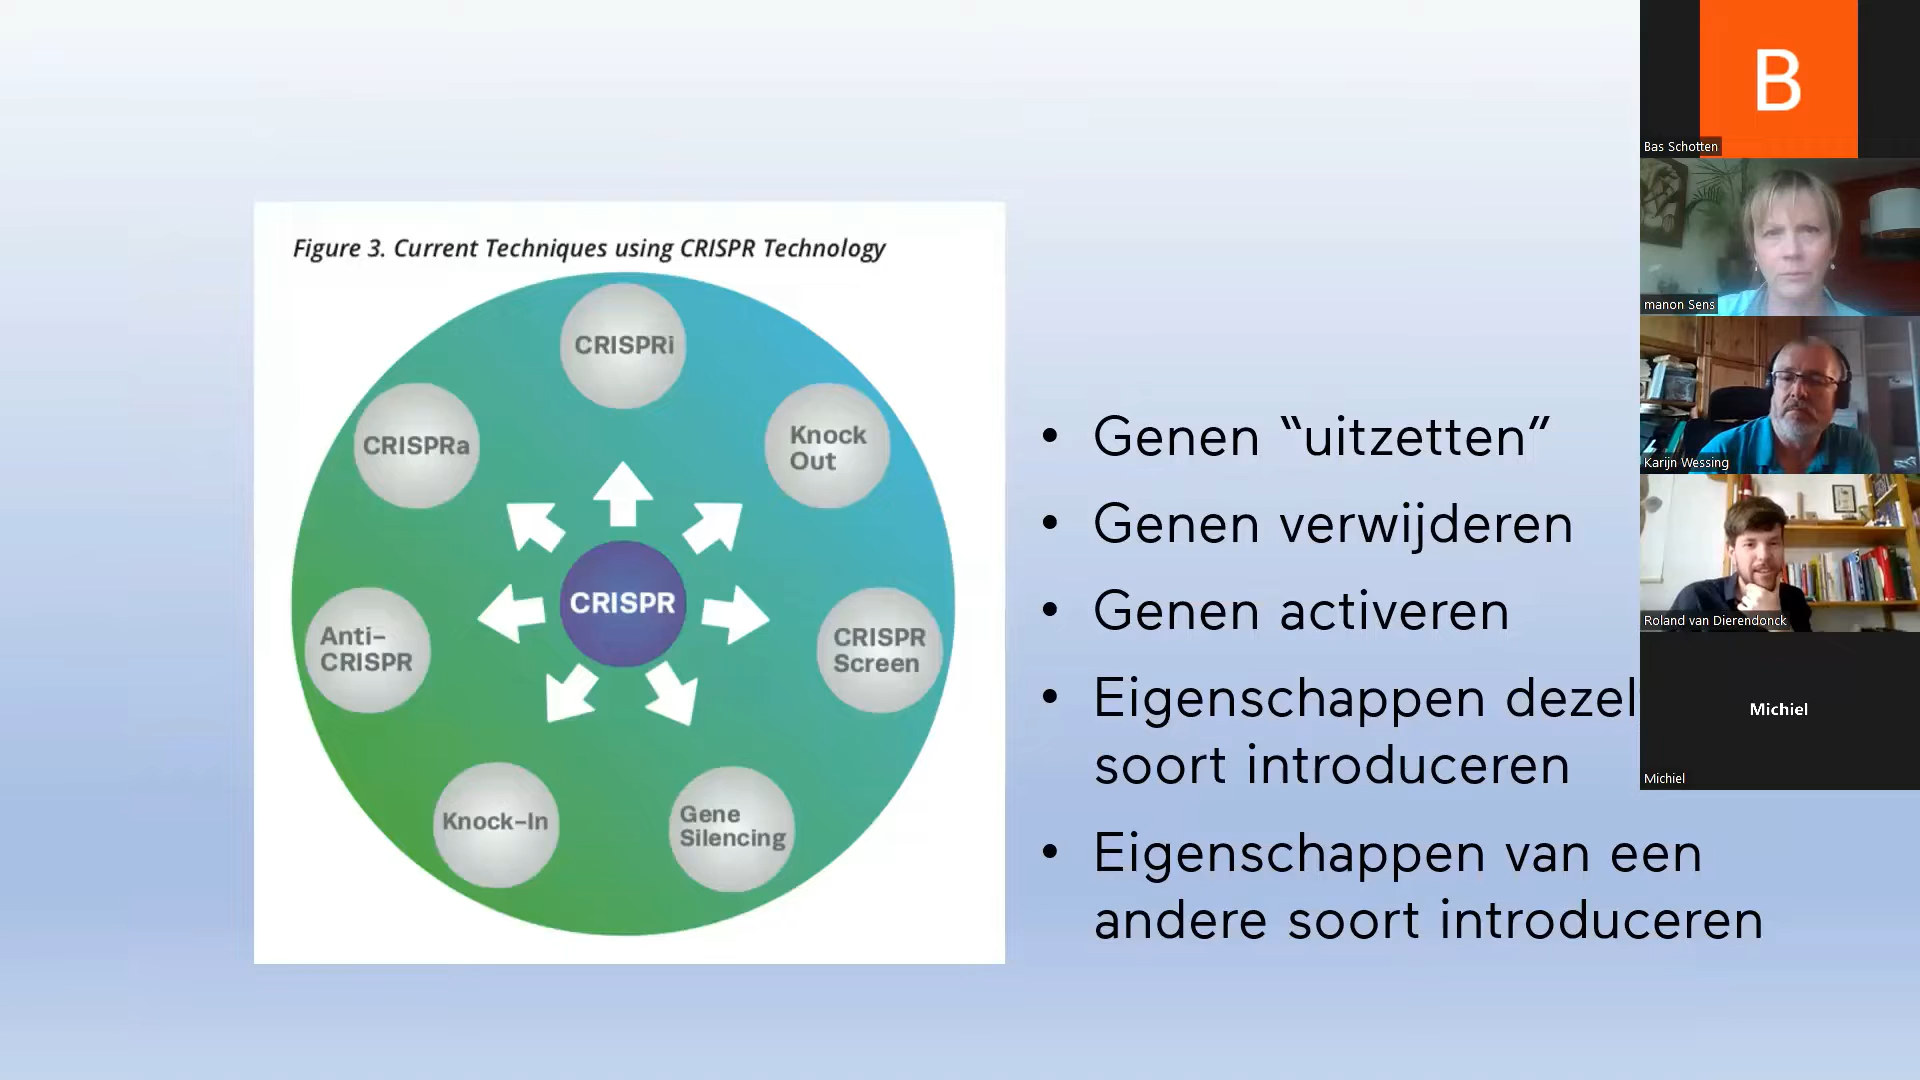 Figure 3. Current Techniques using CRISPR Technology
CRISPRi
CRISPRa
Knock
Out
CRISPR
Anti-
CRISPR
CRISPR
Screen
Knock-In
Gene
Silencing
• Genen “uitzetten”
• Genen verwijderen
• Genen activeren
• Eigenschappen dezel
soort introduceren
• Eigenschappen van een
andere soort introduceren
B
Bas Schotten
manon Sens
Karijn Wessing
Roland van Dierendonck
Michiel
Michiel